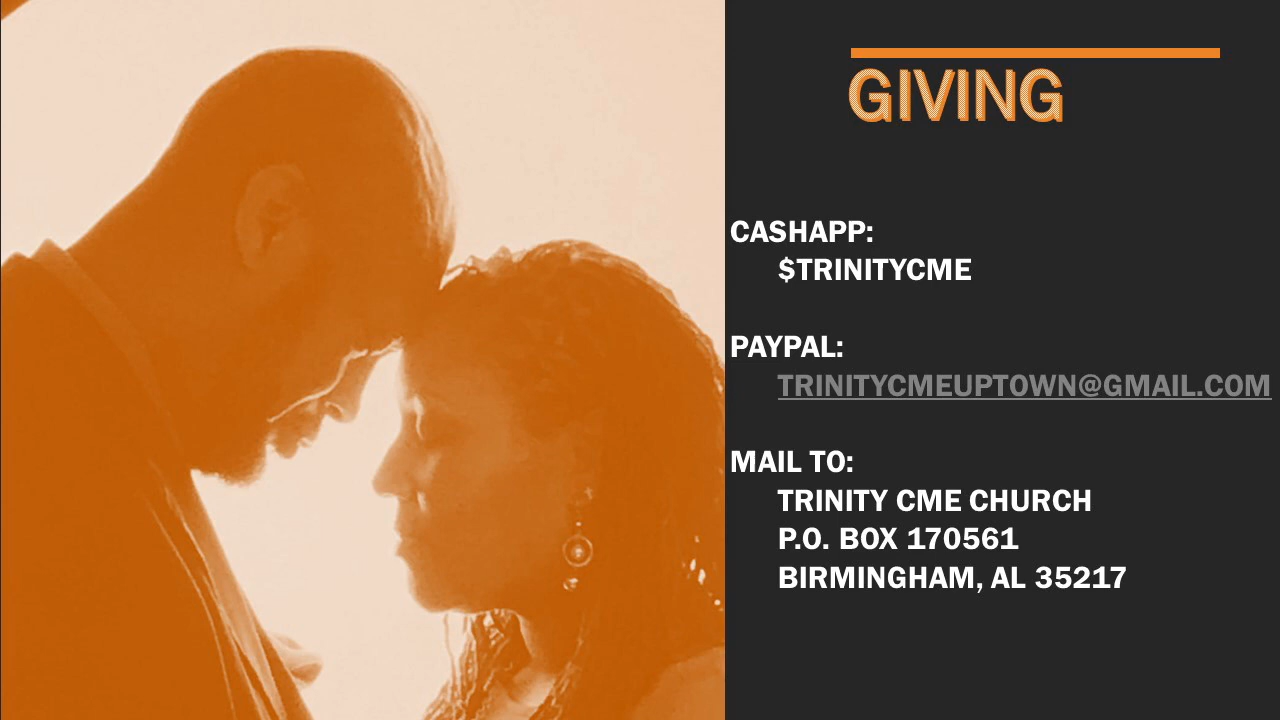 GIVING
CASHAPP:
$TRINITYCME
PAYPAL:
TRINITYCMEUPTOWN@GMAIL.COM
MAIL TO:
TRINITY CME CHURCH
P.O. BOX 170561
BIRMINGHAM, AL 35217